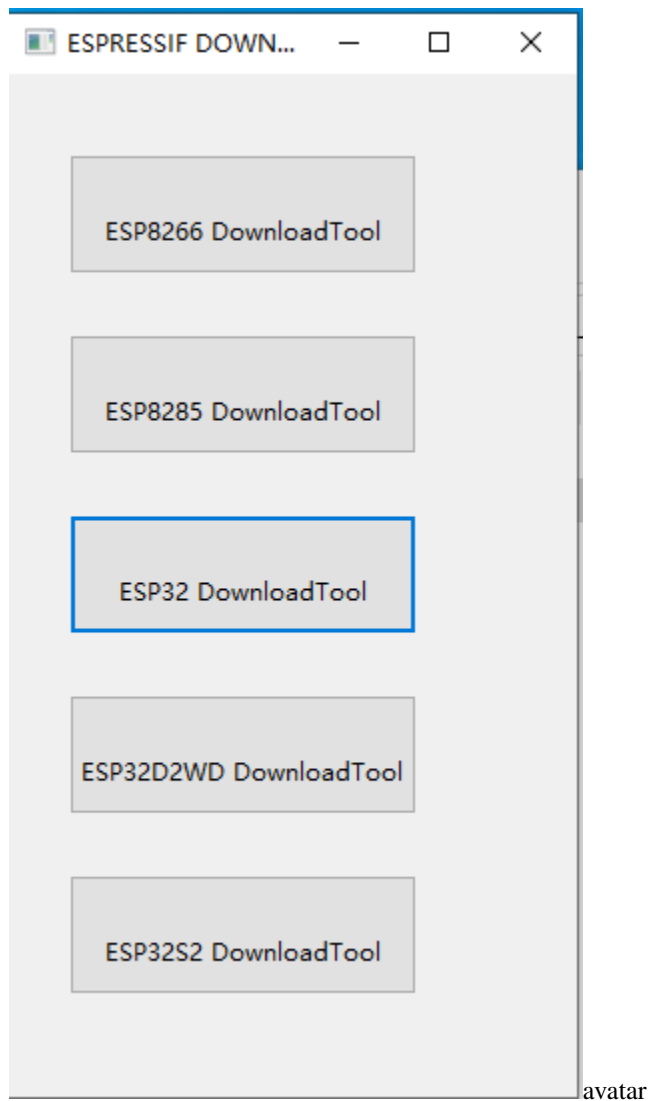 ESPRESSIF DOWN...
ESP8266 DownloadTool
ESP8285 DownloadTool
ESP32 DownloadTool
ESP32D2WD DownloadTool
ESP32S2 DownloadTool
avatar